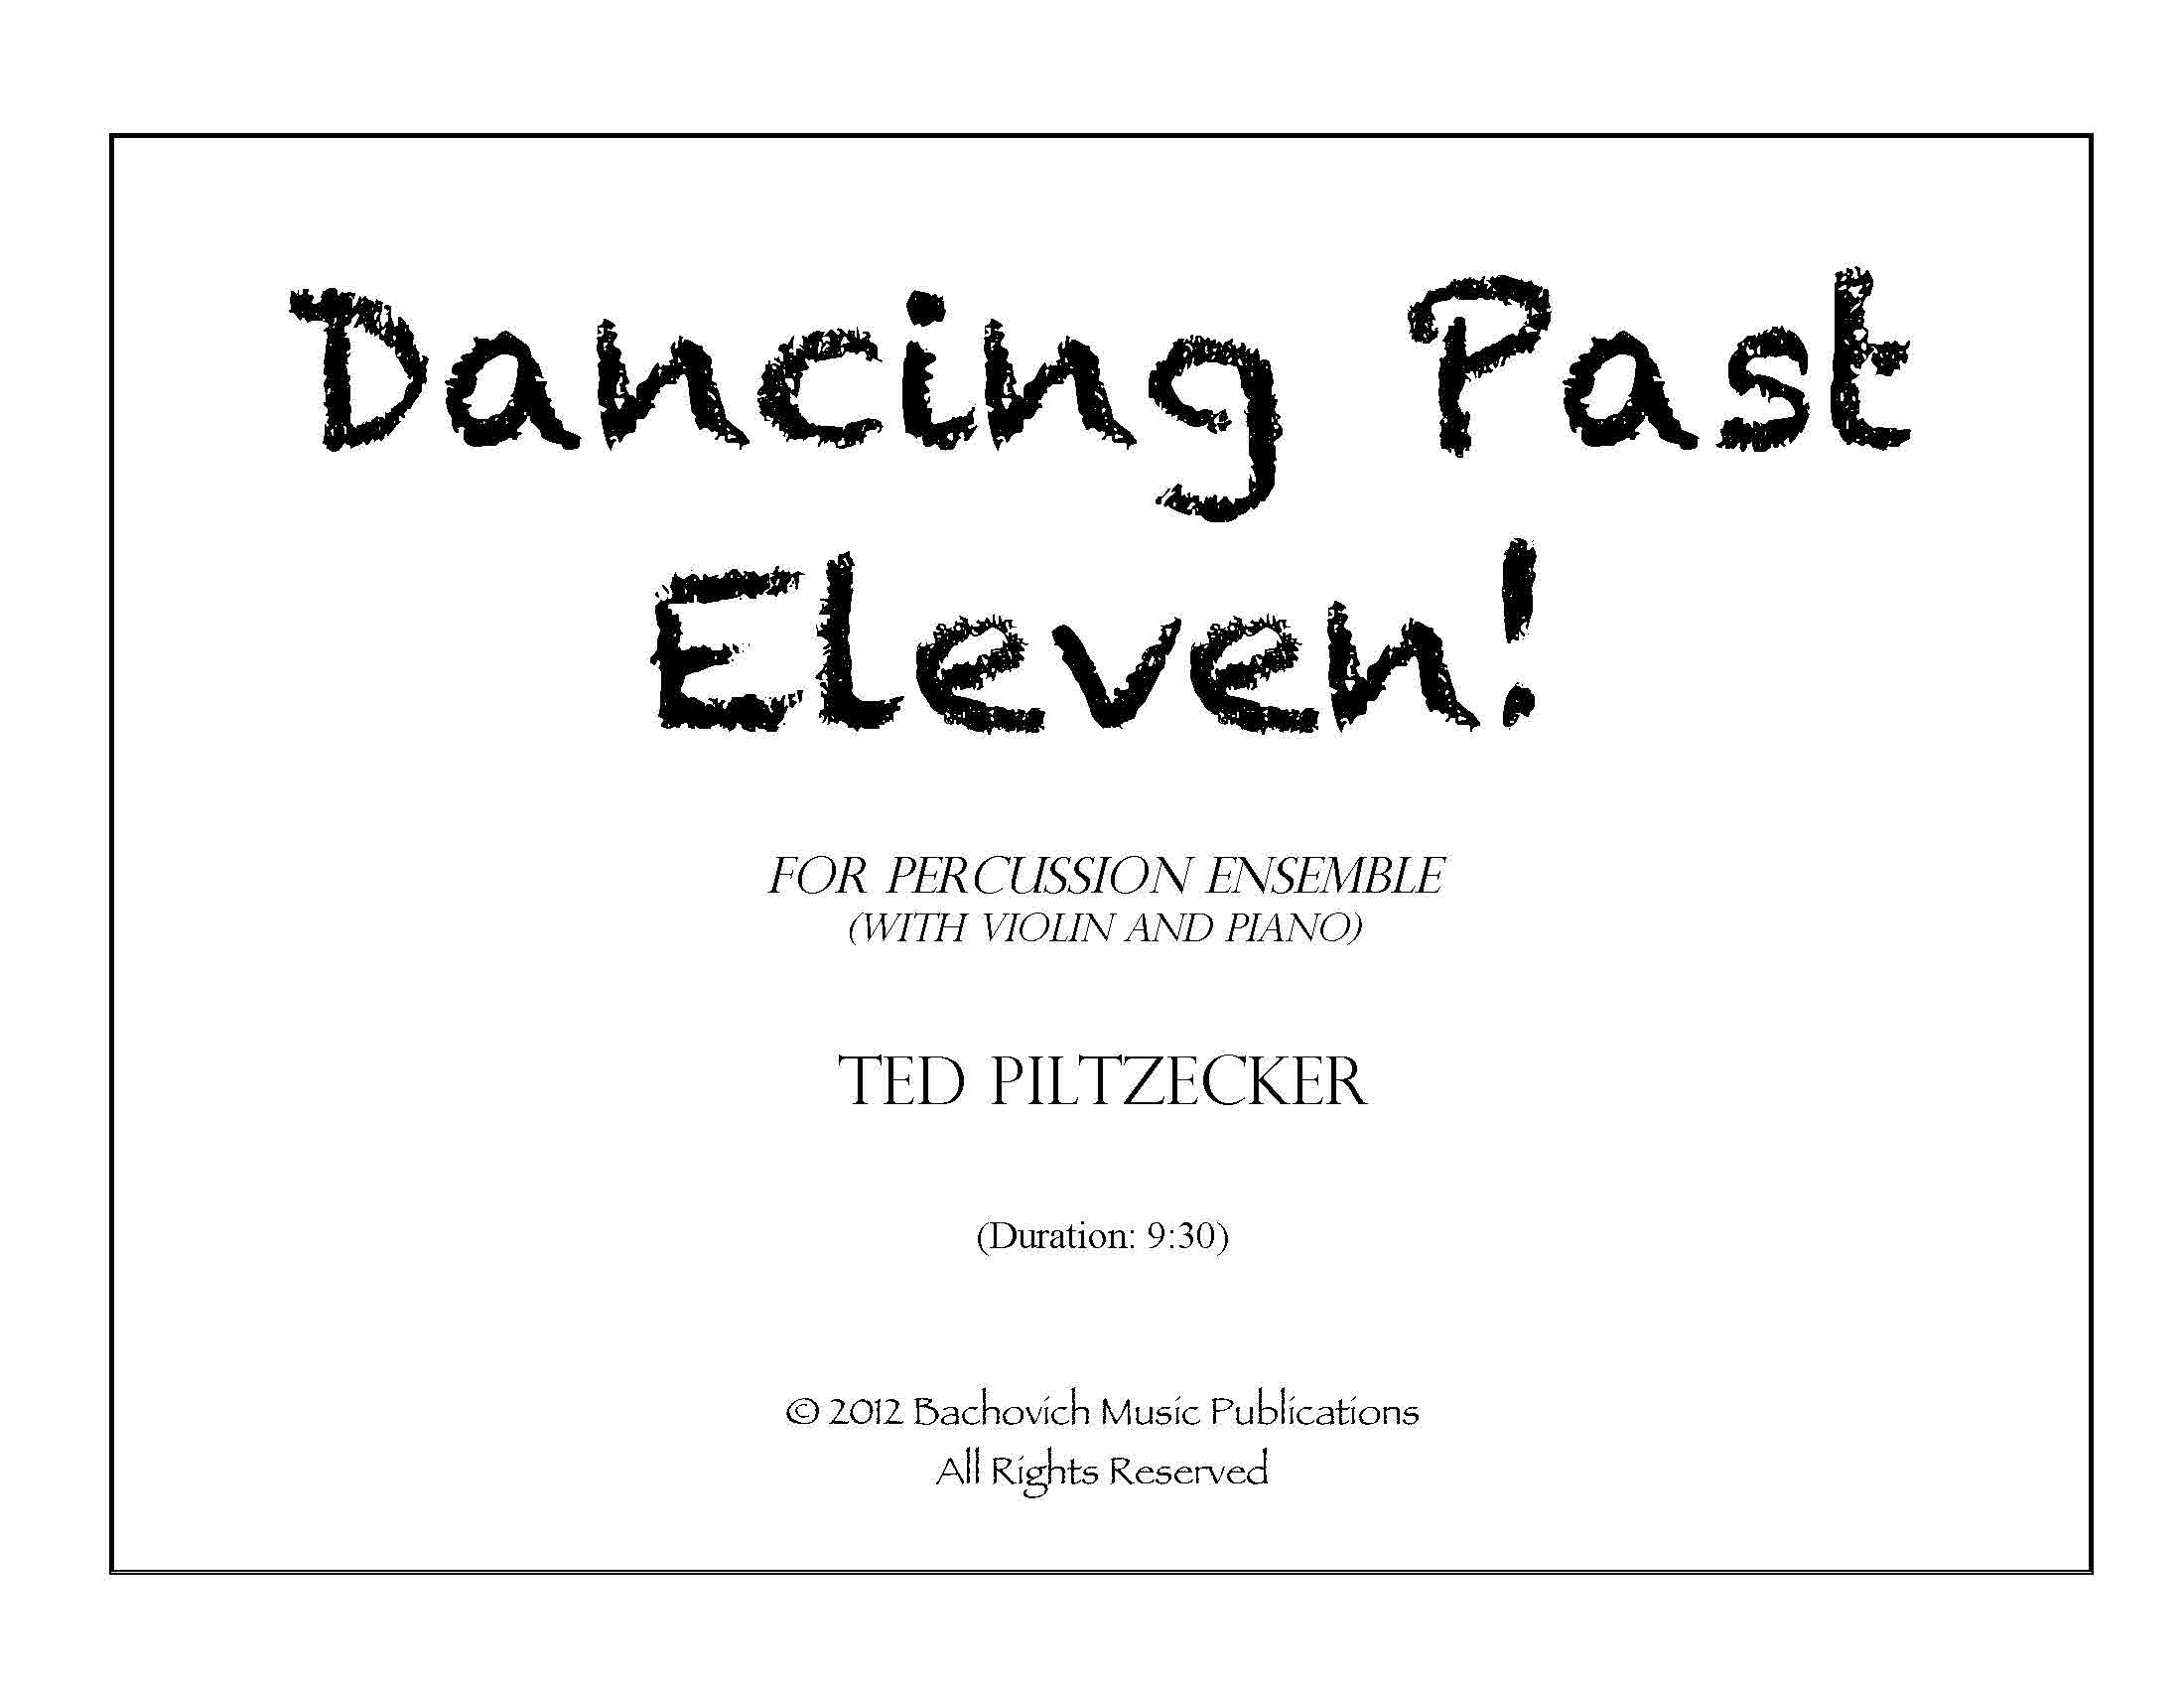 Dancing Past
Eleven!
FOR PERCUSSION ENSEMBLE
(WITH VIOLIN AND PIANO)
TED PILTZECKER
(Duration: 9:30)
© 2012 Bachovich Music Publications
All Rights Reserved